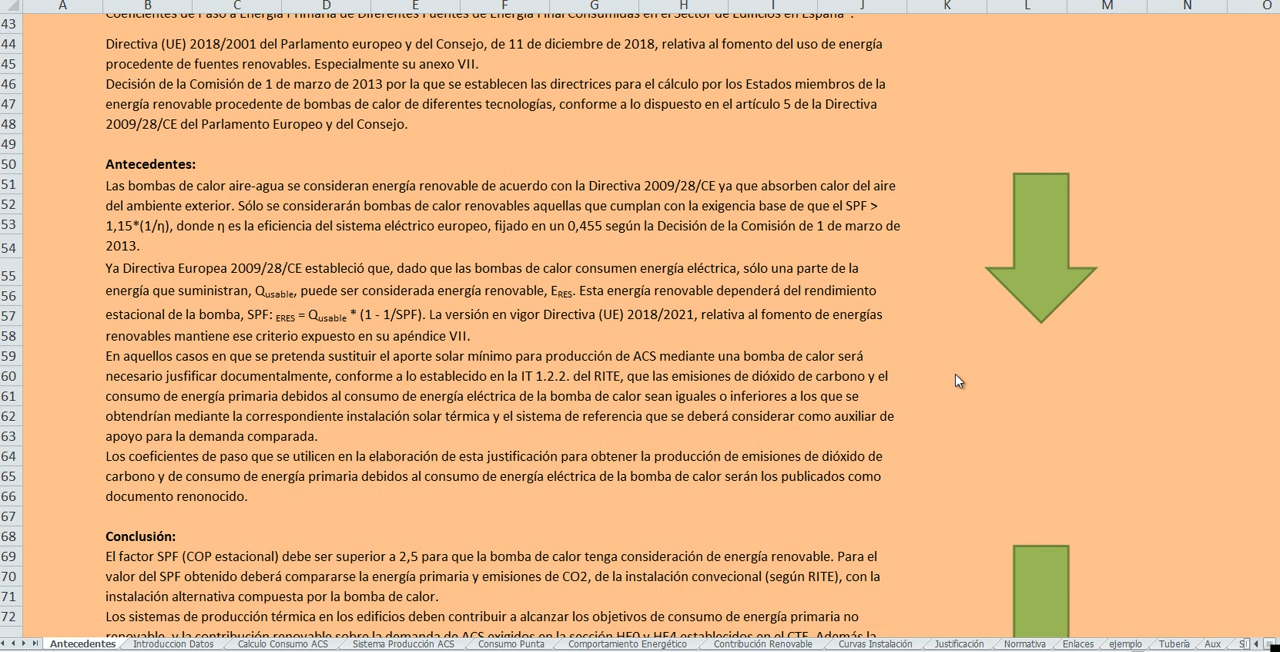 A B C D E F G H I J K L M N O
43 Coeficientes de Paso a Energía Primaria de Diferentes Fuentes de Energía Final Consumidas en el Sector de Edificios en España".
44 Directiva (UE) 2018/2001 del Parlamento europeo y del Consejo, de 11 de diciembre de 2018, relativa al fomento del uso de energía
45 procedente de fuentes renovables. Especialmente su anexo VII.
46 Decisión de la Comisión de 1 de marzo de 2013 por la que se establecen las directrices para el cálculo por los Estados miembros de la
47 energía renovable procedente de bombas de calor de diferentes tecnologías, conforme a lo dispuesto en el artículo 5 de la Directiva
48 2009/28/CE del Parlamento Europeo y del Consejo.
49
50 Antecedentes:
51 Las bombas de calor aire-agua se consideran energía renovable de acuerdo con la Directiva 2009/28/CE ya que absorben calor del aire
52 del ambiente exterior. Sólo se considerarán bombas de calor renovables aquellas que cumplan con la exigencia base de que el SPF >
53 1,15*(1/η), donde η es la eficiencia del sistema eléctrico europeo, fijado en un 0,455 según la Decisión de la Comisión de 1 de marzo de
54 2013.
55 Ya Directiva Europea 2009/28/CE estableció que, dado que las bombas de calor consumen energía eléctrica, sólo una parte de la
56 energía que suministran, Qusable, puede ser considerada energía renovable, ERES. Esta energía renovable dependerá del rendimiento
57 estacional de la bomba, SPF: ERES = Qusable * (1 - 1/SPF). La versión en vigor Directiva (UE) 2018/2021, relativa al fomento de energías
58 renovables mantiene ese criterio expuesto en su apéndice VII.
59 En aquellos casos en que se pretenda sustituir el aporte solar mínimo para producción de ACS mediante una bomba de calor será
60 necesario jusfificar documentalmente, conforme a lo establecido en la IT 1.2.2. del RITE, que las emisiones de dióxido de carbono y el
61 consumo de energía primaria debidos al consumo de energía eléctrica de la bomba de calor sean iguales o inferiores a los que se
62 obtendrían mediante la correspondiente instalación solar térmica y el sistema de referencia que se deberá considerar como auxiliar de
63 apoyo para la demanda comparada.
64 Los coeficientes de paso que se utilicen en la elaboración de esta justificación para obtener la producción de emisiones de dióxido de
65 carbono y de consumo de energía primaria debidos al consumo de energía eléctrica de la bomba de calor serán los publicados como
66 documento renonocido.
67
68 Conclusión:
69 El factor SPF (COP estacional) debe ser superior a 2,5 para que la bomba de calor tenga consideración de energía renovable. Para el
70 valor del SPF obtenido deberá compararse la energía primaria y emisiones de CO2, de la instalación convecional (según RITE), con la
71 instalación alternativa compuesta por la bomba de calor.
72 Los sistemas de producción térmica en los edificios deben contribuir a alcanzar los objetivos de consumo de energía primaria no
renovable, y la contribución renovable sobre la demanda de ACS exigidos en la sección HE0 y HE4 establecidos en el CTE. Además la
Antecedentes Introduccion Datos Calculo Consumo ACS Sistema Producción ACS Consumo Punta Comportamiento Energético Contribución Renovable Curvas Instalación Justificación Normativa Enlaces ejemplo Tubería Aux